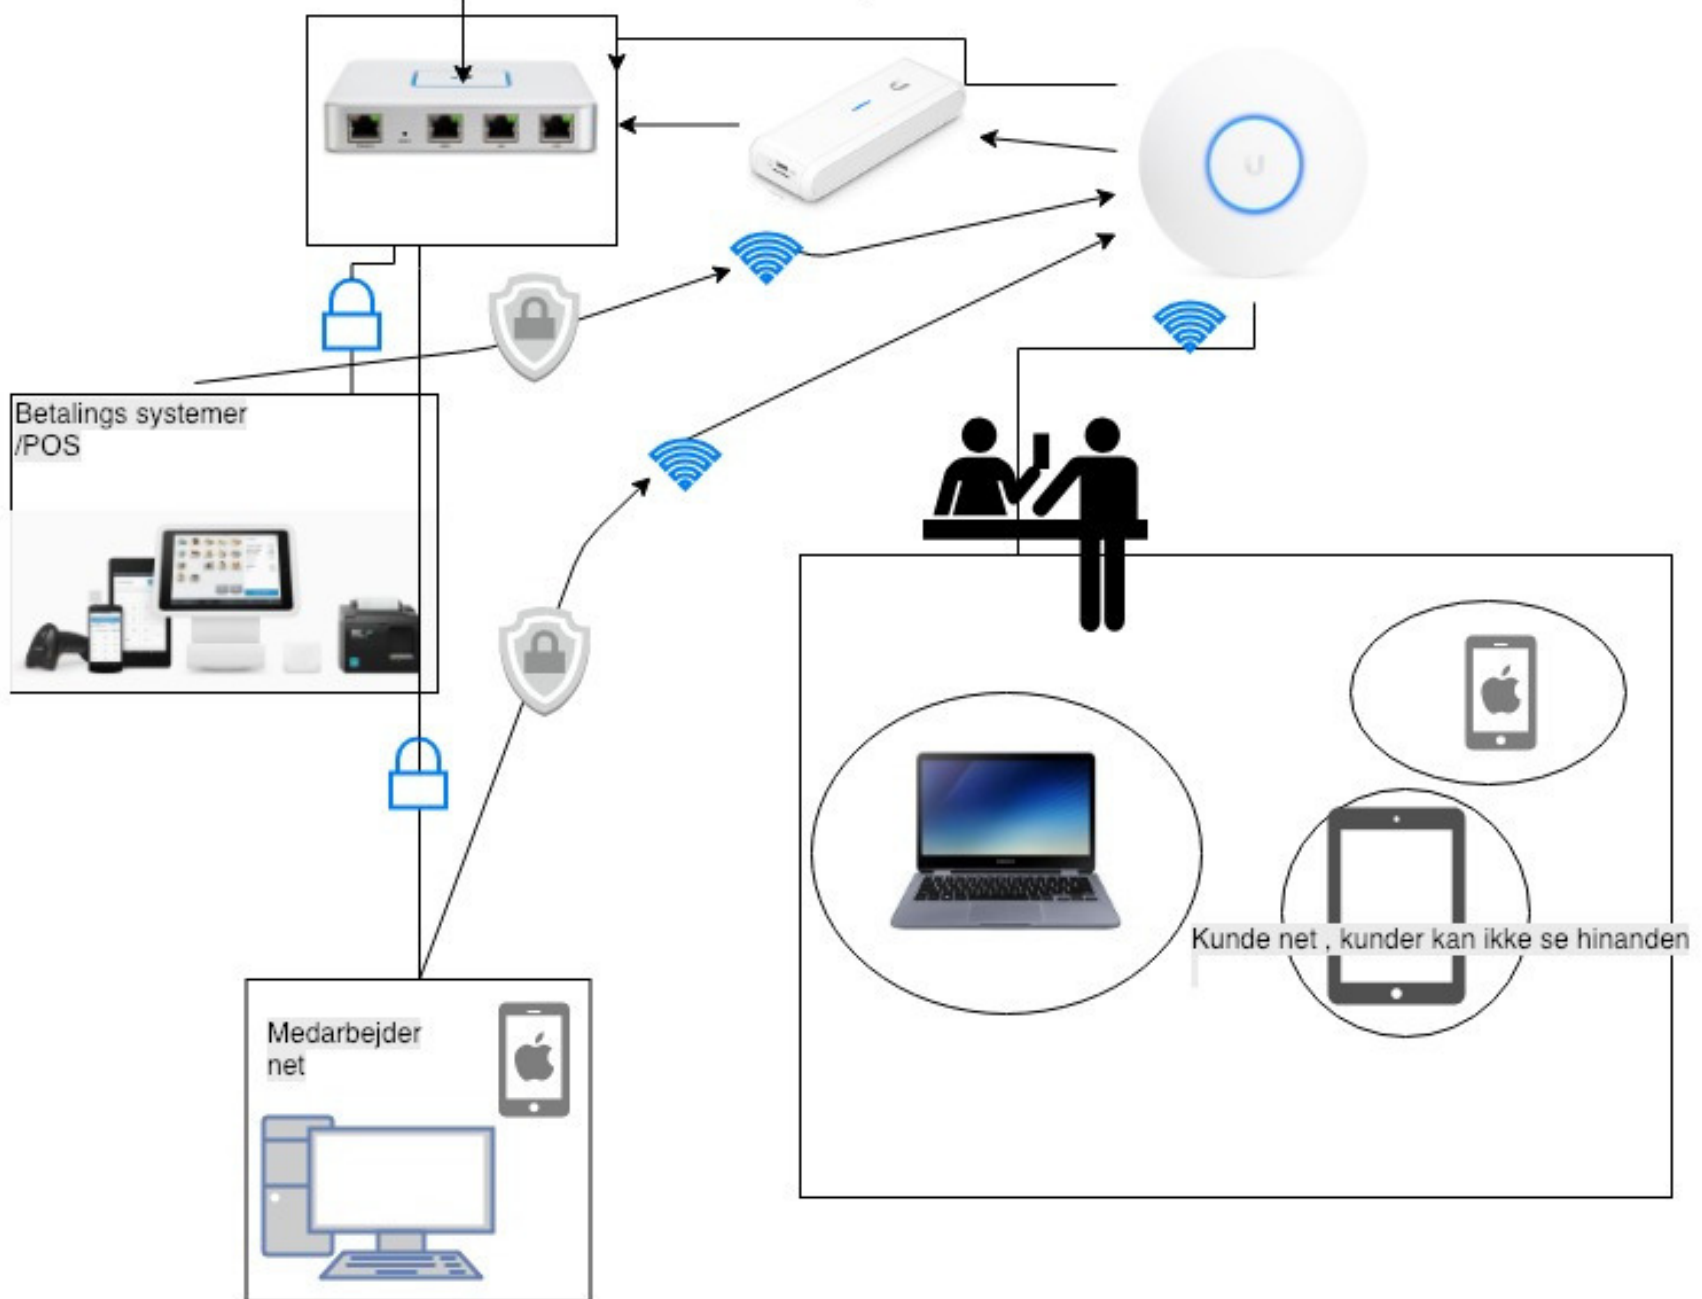 Betalings systemer
/POS
Kunde net , kunder kan ikke se hinanden
Medarbejder
net